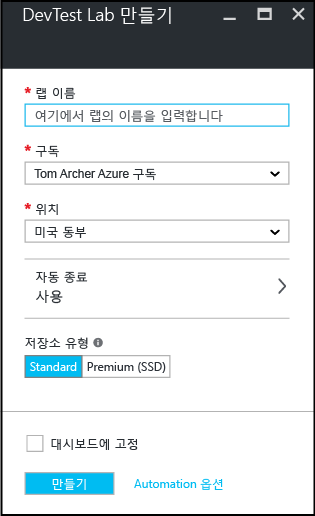 DevTest Lab 만들기
* 랩 이름
여기에서 랩의 이름을 입력합니다
* 구독
Tom Archer Azure 구독
* 위치
미국 동부
자동 종료
사용
저장소 유형
Standard Premium (SSD)
대시보드에 고정
만들기 Automation 옵션